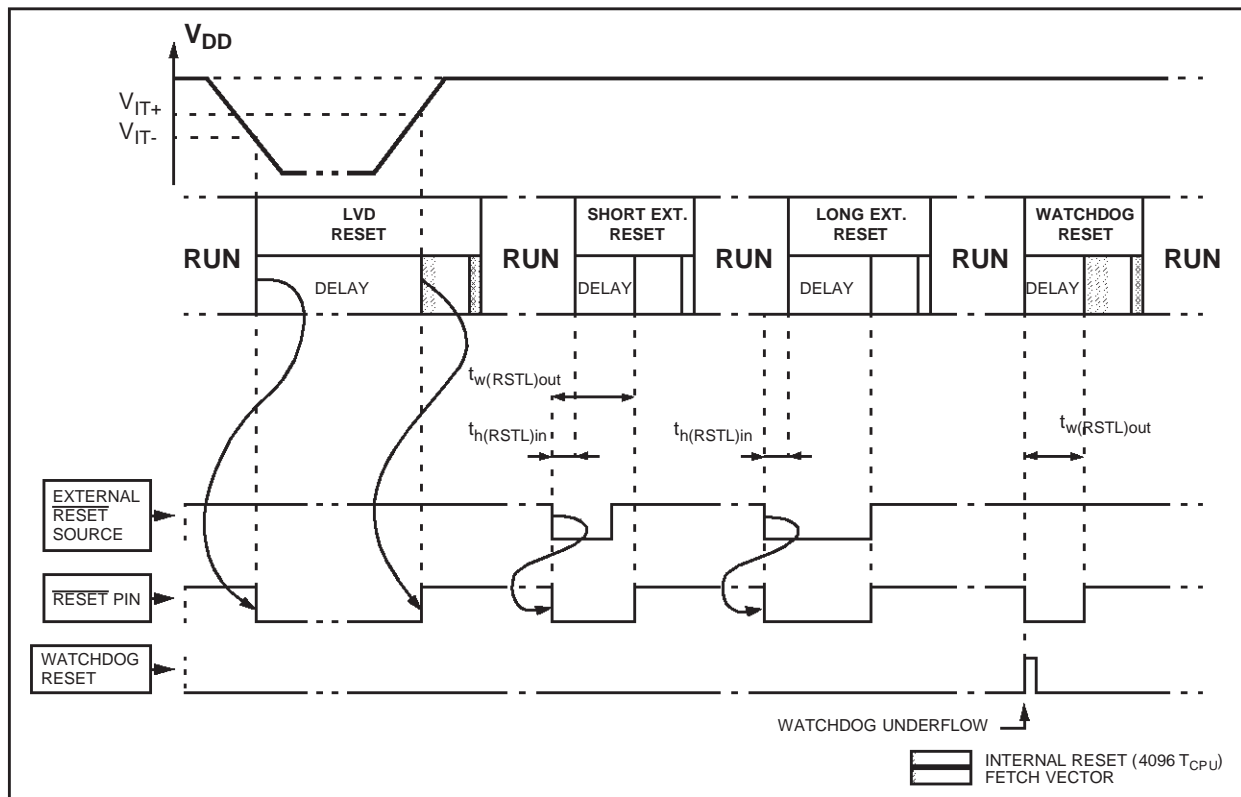 VDD
VIT+
VIT-
RUN
LVD
RESET
DELAY
RUN
SHORT EXT.
RESET
DELAY
RUN
LONG EXT.
RESET
DELAY
RUN
WATCHDOG
RESET
DELAY
RUN
tw(RSTL)out
th(RSTL)in
th(RSTL)in
tw(RSTL)out
EXTERNAL
RESET
SOURCE
RESET PIN
WATCHDOG
RESET
WATCHDOG UNDERFLOW
INTERNAL RESET (4096 TCPU)
FETCH VECTOR